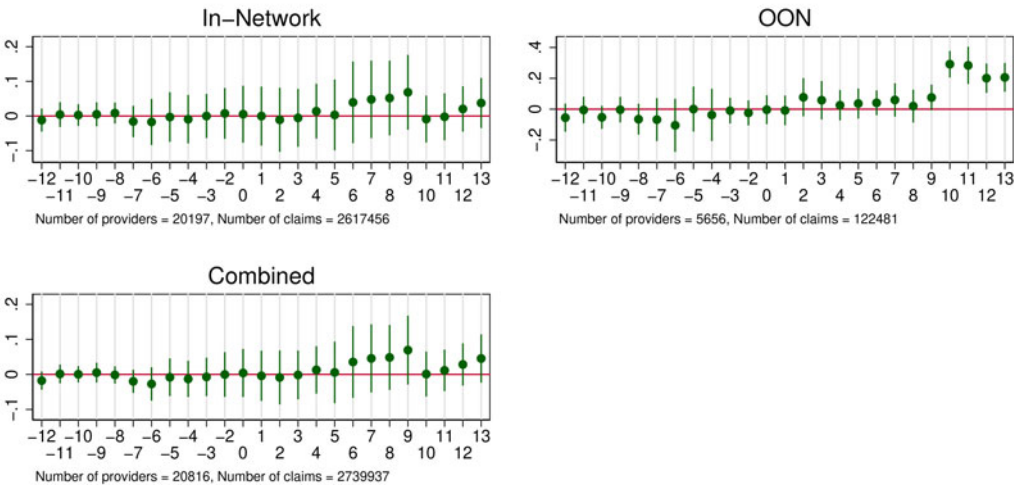 In−Network
.2
.1
0
−.1
−12 −10 −8 −6 −4 −2 0 1 3 5 7 9 11 13
−11 −9 −7 −5 −3 0 2 4 6 8 10 12
Number of providers = 20197, Number of claims = 2617456
OON
.4
.2
0
−.2
−12 −10 −8 −6 −4 −2 1 3 5 7 9 11 13
−11 −9 −7 −5 −3 0 2 4 6 8 10 12
Number of providers = 5656, Number of claims = 122481
Combined
.2
.1
0
−.1
−12 −10 −8 −6 −4 −2 1 3 5 7 9 11 13
−11 −9 −7 −5 −3 0 2 4 6 8 10 12
Number of providers = 20816, Number of claims = 2739937